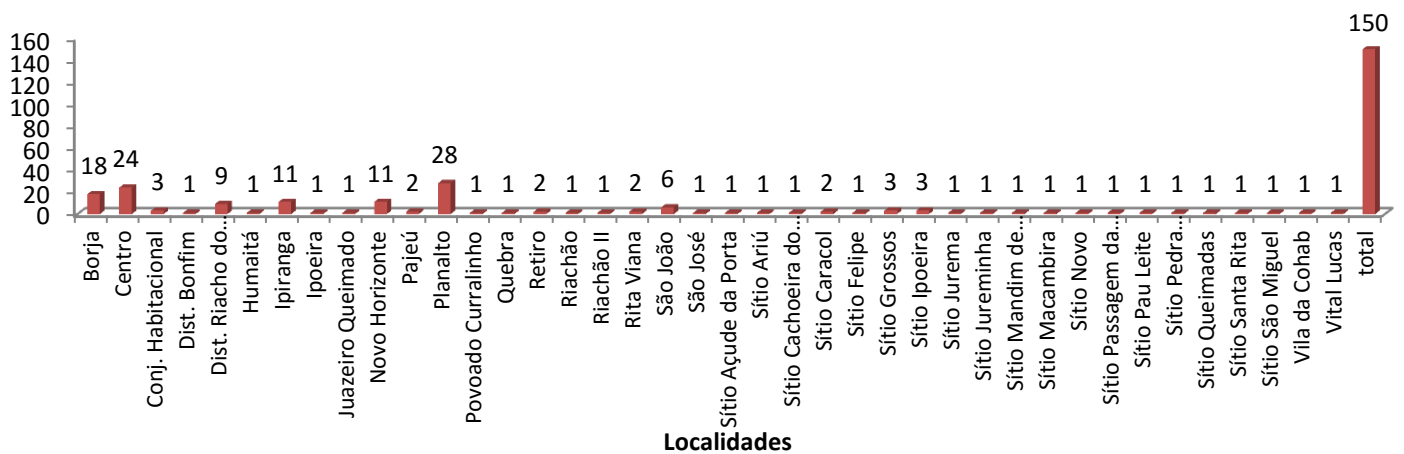 150
160
140
120
100
80
60
40
20
0
18 24 3 1 9 1 11 1 1 11 2 28 1 1 2 1 1 2 6 1 1 1 1 2 1 3 3 1 1 1 1 1 1 1 1 1 1 1 1 1
Borja
Centro
Conj. Habitacional
Dist. Bonfim
Dist. Riacho do...
Humaitá
Ipiranga
Ipoeira
Juazeiro Queimado
Novo Horizonte
Pajeú
Planalto
Povoado Curralinho
Quebra
Retiro
Riachão
Riachão II
Rita Viana
São João
São José
Sítio Açude da Porta
Sítio Ariú
Sítio Cachoeira do...
Sítio Caracol
Sítio Felipe
Sítio Grossos
Sítio Ipoeira
Sítio Jurema
Sítio Jureminha
Sítio Mandim de...
Sítio Macambira
Sítio Novo
Sítio Passagem da...
Sítio Pau Leite
Sítio Pedra...
Sítio Queimadas
Sítio Santa Rita
Sítio São Miguel
Vila da Cohab
Vital Lucas
total
Localidades